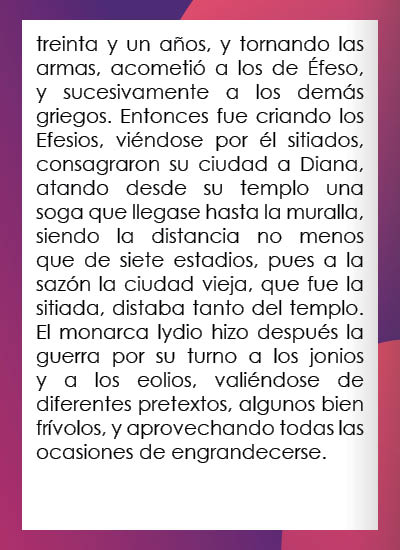 treinta y un años, y tornando las
armas, acometió a los de Éfeso,
y sucesivamente a los demás
griegos. Entonces fue criando los
Efesios, viéndose por él sitiados,
consagraron su ciudad a Diana,
atando desde su templo una
soga que llegase hasta la muralla,
siendo la distancia no menos
que de siete estadios, pues a la
sazón la ciudad vieja, que fue la
sitiada, distaba tanto del templo.
El monarca lydio hizo después la
guerra por su turno a los jonios
y a los eolios, valiéndose de
diferentes pretextos, algunos bien
frívolos, y aprovechando todas las
ocasiones de engrandecerse.